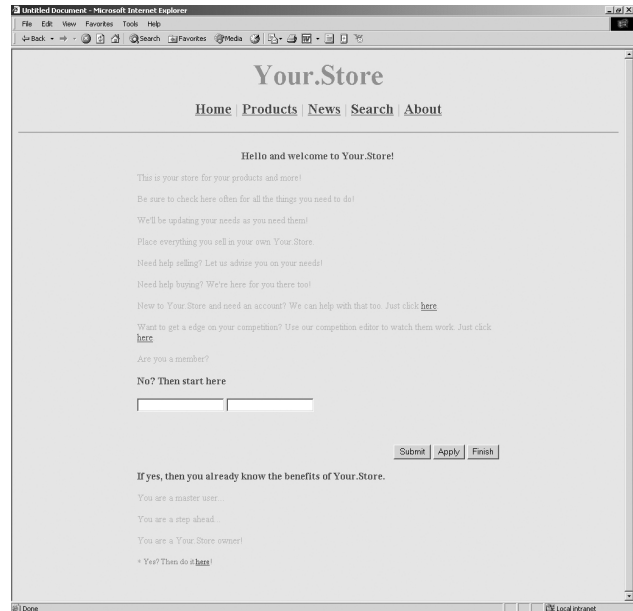 Untitled Document - Microsoft Internet Explorer
File Edit View Favorites Tools Help
Back Search Favorites Media
Your.Store
Home | Products | News | Search | About
Hello and welcome to Your.Store!
This is your store for your products and more!
Be sure to check here often for all the things you need to do!
We'll be updating your needs as you need them!
Place everything you sell in your own Your.Store.
Need help selling? Let us advise you on your needs!
Need help buying? We're here for you there too!
New to Your.Store and need an account? We can help with that too. Just click here.
Want to get a edge on your competition? Use our competition editor to watch them work. Just click
here.
Are you a member?
No? Then start here
Submit Apply Finish
If yes, then you already know the benefits of Your.Store.
You are a master user...
You are a step ahead...
You are a Your.Store owner!
* Yes? Then do it here!
Done Local intranet